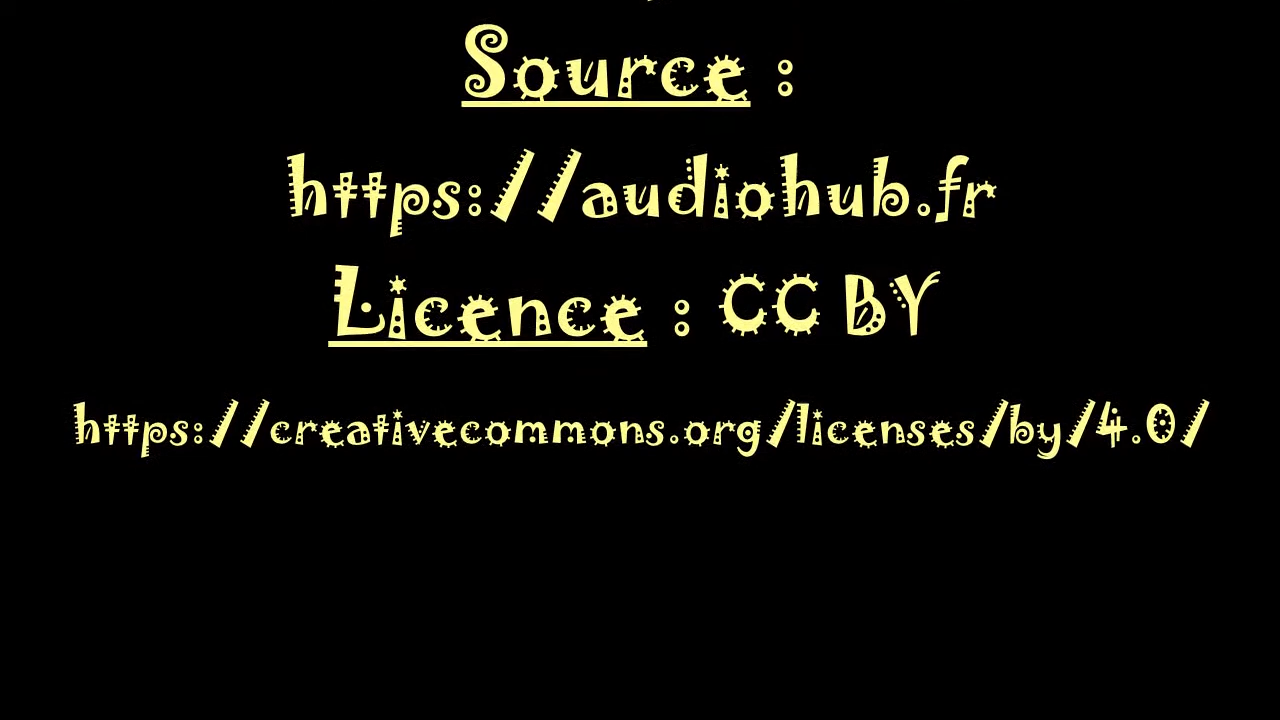 Source :
https://audiohub.fr
Licence : CC BY
https://creativecommons.org/licenses/by/4.0/